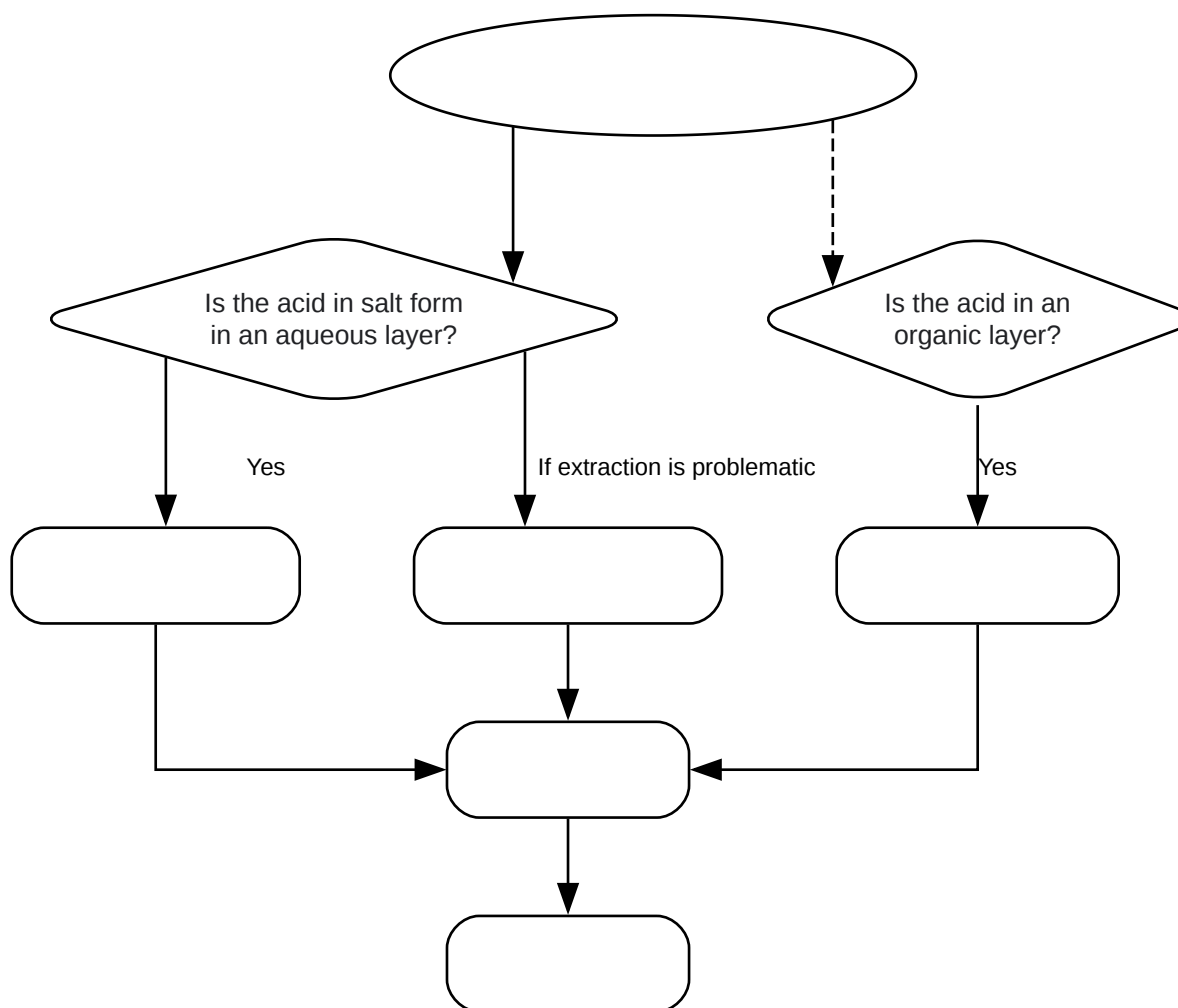 Is the acid in salt form
in an aqueous layer?
Is the acid in an
organic layer?
Yes
If extraction is problematic
Yes